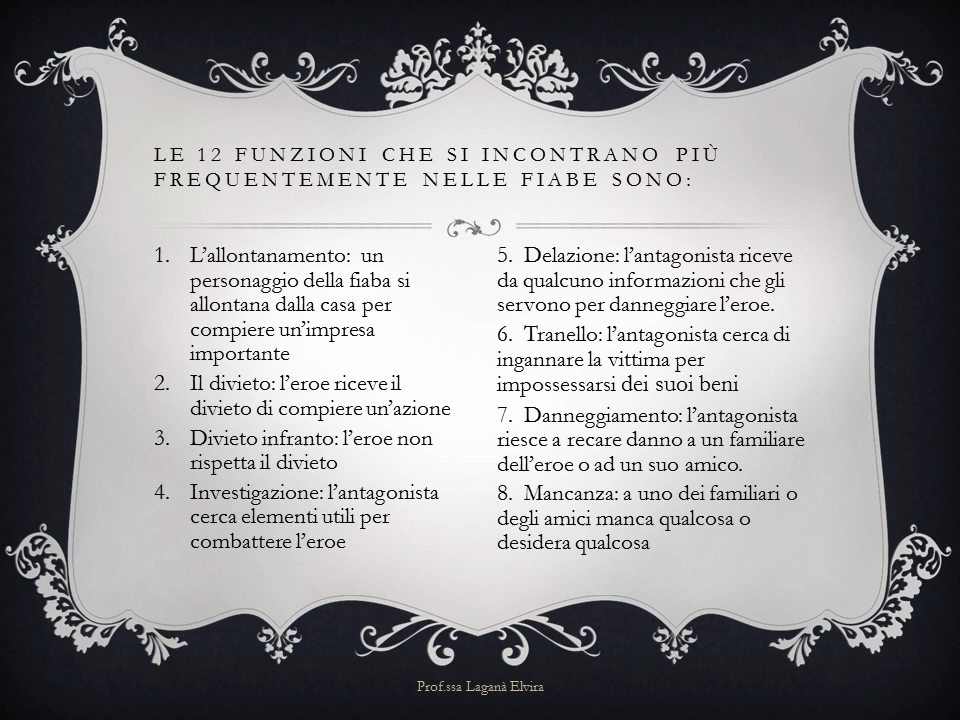 LE 12 FUNZIONI CHE SI INCONTRANO PIÙ
FREQUENTEMENTE NELLE FIABE SONO:
1. L’allontanamento: un
personaggio della fiaba si
allontana dalla casa per
compiere un’impresa
importante
2. Il divieto: l’eroe riceve il
divieto di compiere un’azione
3. Divieto infranto: l’eroe non
rispetta il divieto
4. Investigazione: l’antagonista
cerca elementi utili per
combattere l’eroe
5. Delazione: l’antagonista riceve
da qualcuno informazioni che gli
servono per danneggiare l’eroe.
6. Tranello: l’antagonista cerca di
ingannare la vittima per
impossessarsi dei suoi beni
7. Danneggiamento: l’antagonista
riesce a recare danno a un familiare
dell’eroe o ad un suo amico.
8. Mancanza: a uno dei familiari o
degli amici manca qualcosa o
desidera qualcosa
Prof.ssa Laganà Elvira